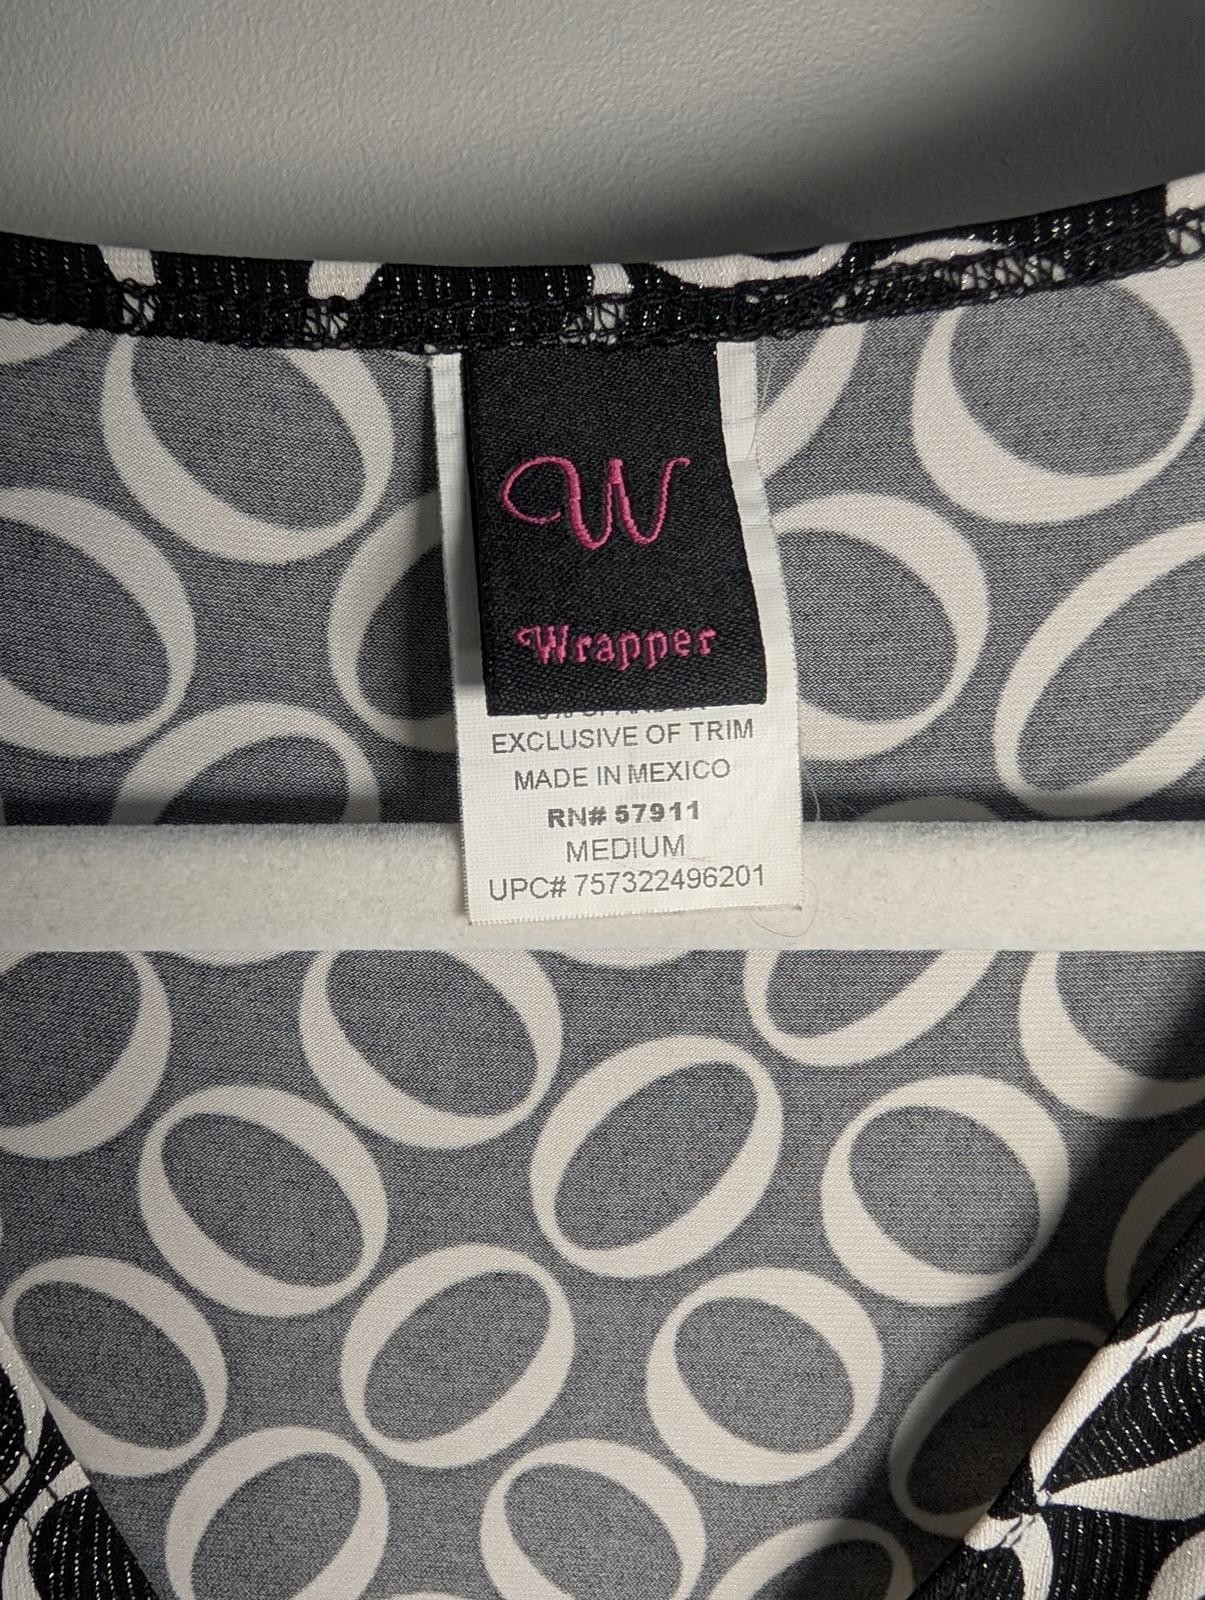 W
Wrapper
EXCLUSIVE OF TRIM
MADE IN MEXICO
RN# 57911
MEDIUM
UPC# 757322496201